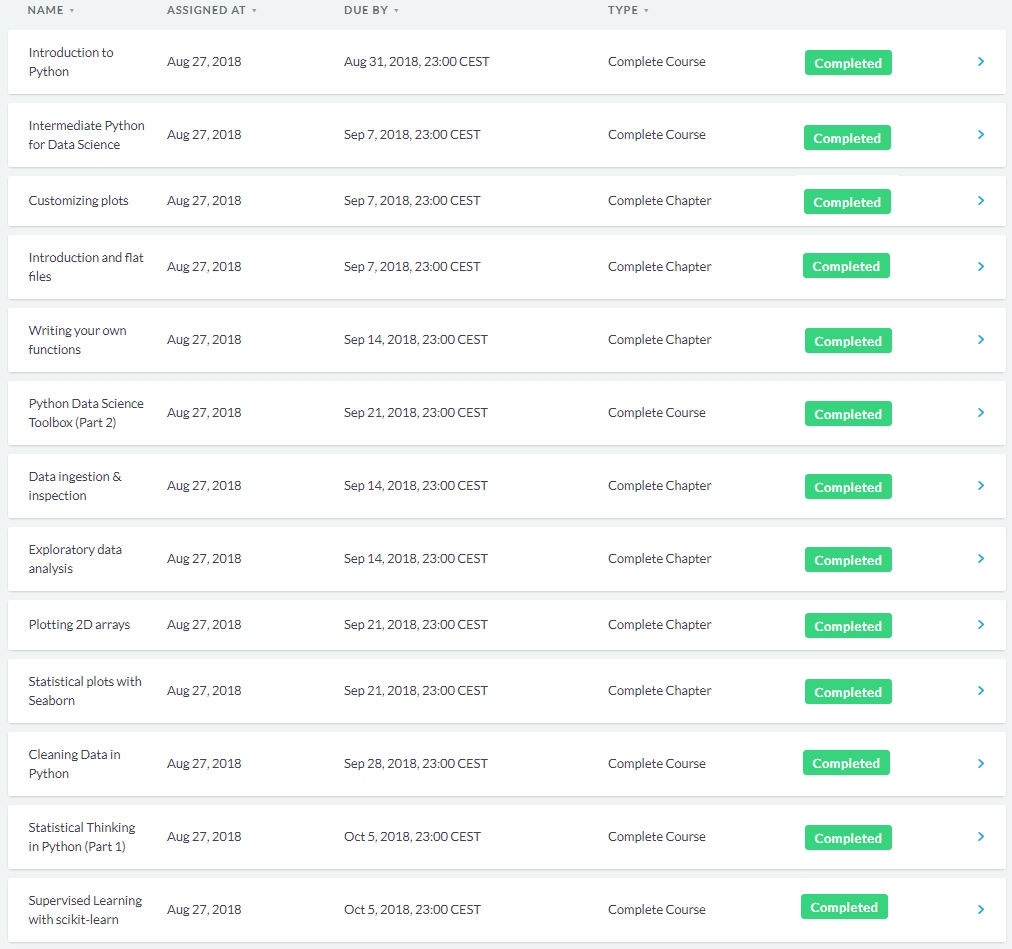 NAME ASSIGNED AT DUE BY TYPE
Introduction to
Python
Aug 27, 2018 Aug 31, 2018, 23:00 CEST Complete Course Completed
Intermediate Python
for Data Science
Aug 27, 2018 Sep 7, 2018, 23:00 CEST Complete Course Completed
Customizing plots Aug 27, 2018 Sep 7, 2018, 23:00 CEST Complete Chapter Completed
Introduction and flat
files
Aug 27, 2018 Sep 7, 2018, 23:00 CEST Complete Chapter Completed
Writing your own
functions
Aug 27, 2018 Sep 14, 2018, 23:00 CEST Complete Chapter Completed
Python Data Science
Toolbox (Part 2)
Aug 27, 2018 Sep 21, 2018, 23:00 CEST Complete Course Completed
Data ingestion &
inspection
Aug 27, 2018 Sep 14, 2018, 23:00 CEST Complete Chapter Completed
Exploratory data
analysis
Aug 27, 2018 Sep 14, 2018, 23:00 CEST Complete Chapter Completed
Plotting 2D arrays Aug 27, 2018 Sep 21, 2018, 23:00 CEST Complete Chapter Completed
Statistical plots with
Seaborn
Aug 27, 2018 Sep 21, 2018, 23:00 CEST Complete Chapter Completed
Cleaning Data in
Python
Aug 27, 2018 Sep 28, 2018, 23:00 CEST Complete Course Completed
Statistical Thinking
in Python (Part 1)
Aug 27, 2018 Oct 5, 2018, 23:00 CEST Complete Course Completed
Supervised Learning
with scikit-learn
Aug 27, 2018 Oct 5, 2018, 23:00 CEST Complete Course Completed